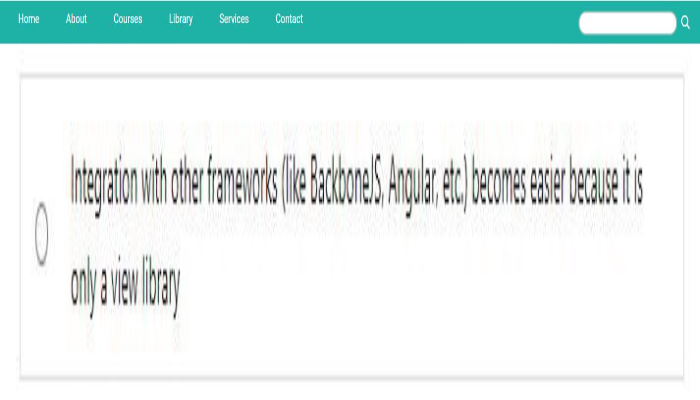 Home About Courses Library Services Contact
Integration with other frameworks (like BackboneJS, Angular, etc.) becomes easier because it is
only a view library